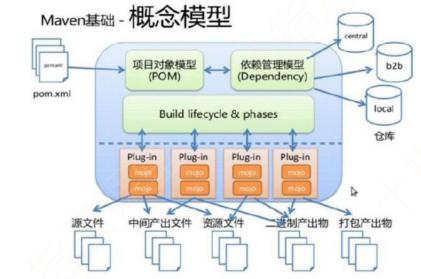 Maven基础 - 概念模型
pom.xml
pom.xml
项目对象模型
(POM)
依赖管理模型
(Dependency)
central
b2b
local
仓库
Build lifecycle & phases
Plug-in
Plug-in
Plug-in
Plug-in
mojo
mojo
mojo
mojo
mojo
mojo
mojo
mojo
源文件
中间产出文件
资源文件
二进制产出物
打包产出物